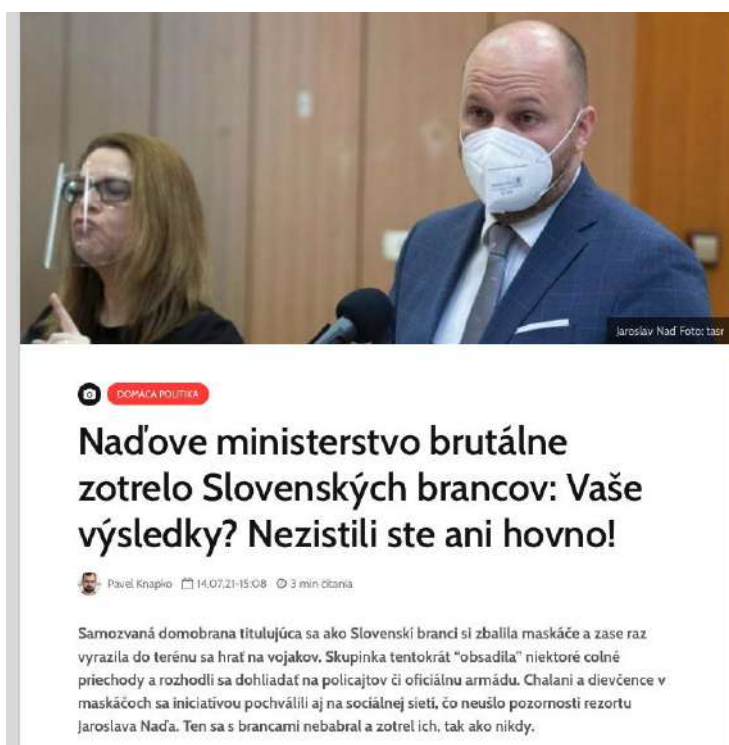 Jaroslav Naď Foto: tasr
DOMÁCA POLITIKA
Naďove ministerstvo brutálne
zotrelo Slovenských brancov: Vaše
výsledky? Nezistili ste ani hovno!
Pavel Knapko 14.07.21-15:08 3 min čítania
Samozvaná domobrana titulujúca sa ako Slovenskí branci si zbalila maskáče a zase raz
vyrazila do terénu sa hrať na vojakov. Skupinka tentokrát “obsadila” niektoré colné
priechody a rozhodli sa dohliadať na policajtov či oficiálnu armádu. Chalani a dievčence v
maskáčoch sa iniciatívou pochválili aj na sociálnej sieti, čo neušlo pozornosti rezortu
Jaroslava Naďa. Ten sa s brancami nebabral a zotrel ich, tak ako nikdy.